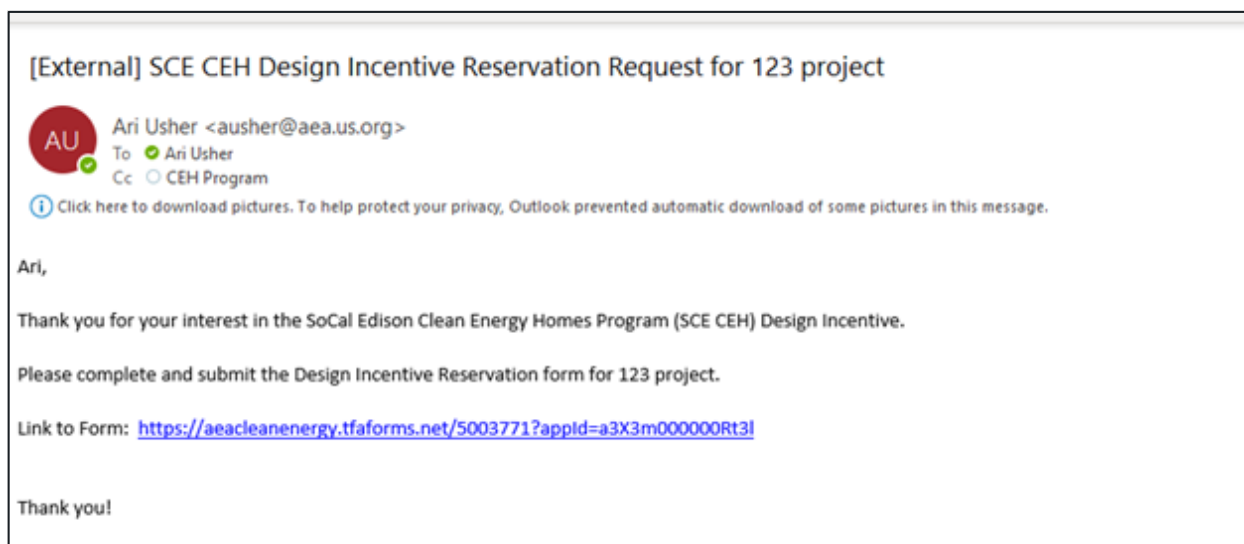 [External] SCE CEH Design Incentive Reservation Request for 123 project
AU
Ari Usher <ausher@aea.us.org>
To Ari Usher
Cc CEH Program
Click here to download pictures. To help protect your privacy, Outlook prevented automatic download of some pictures in this message.
Ari,
Thank you for your interest in the SoCal Edison Clean Energy Homes Program (SCE CEH) Design Incentive.
Please complete and submit the Design Incentive Reservation form for 123 project.
Link to Form: https://aeacleanenergy.tfaforms.net/5003771?appId=a3X3m000000Rt3l
Thank you!